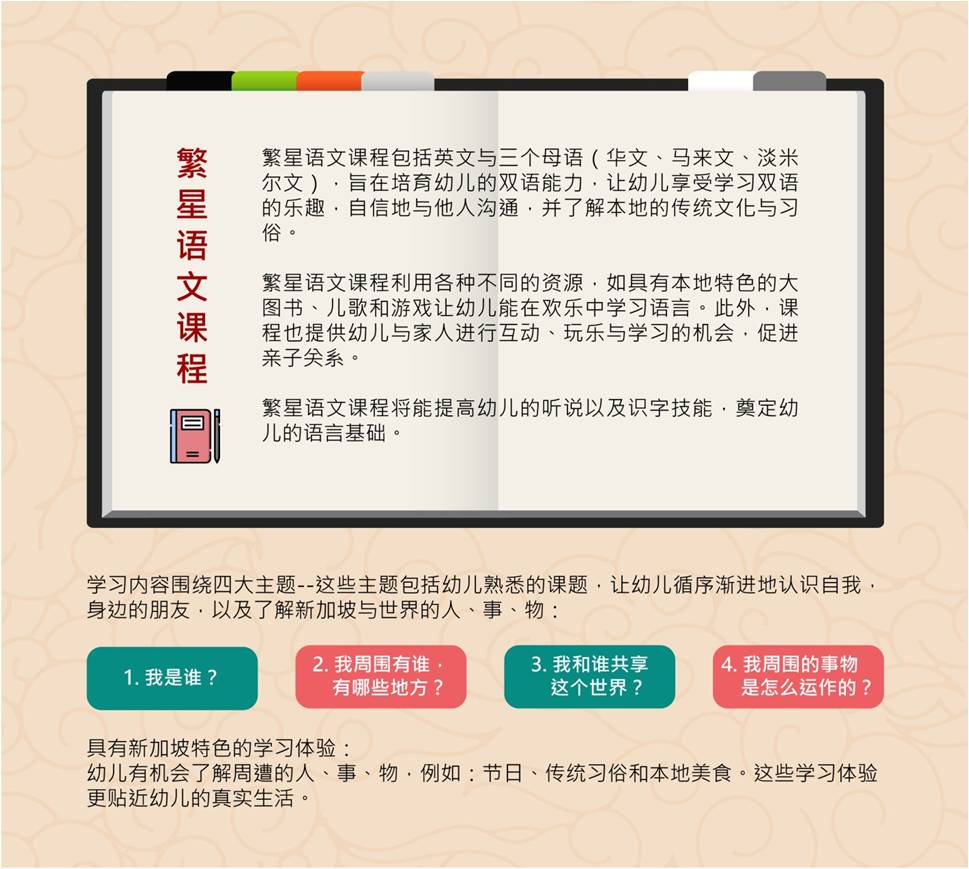 繁星语文课程
繁星语文课程包括英文与三个母语（华文、马来文、淡米
尔文），旨在培育幼儿的双语能力，让幼儿享受学习双语
的乐趣，自信地与他人沟通，并了解本地的传统文化与习
俗。
繁星语文课程利用各种不同的资源，如具有本地特色的大
图书、儿歌和游戏让幼儿能在欢乐中学习语言。此外，课
程也提供幼儿与家人进行互动、玩乐与学习的机会，促进
亲子关系。
繁星语文课程将能提高幼儿的听说以及识字技能，奠定幼
儿的语言基础。
学习内容围绕四大主题--这些主题包括幼儿熟悉的课题，让幼儿循序渐进地认识自我，
身边的朋友，以及了解新加坡与世界的人、事、物：
1. 我是谁？
2. 我周围有谁，
有哪些地方？
3. 我和谁共享
这个世界？
4. 我周围的事物
是怎么运作的？
具有新加坡特色的学习体验：
幼儿有机会了解周遭的人、事、物，例如：节日、传统习俗和本地美食。这些学习体验
更贴近幼儿的真实生活。